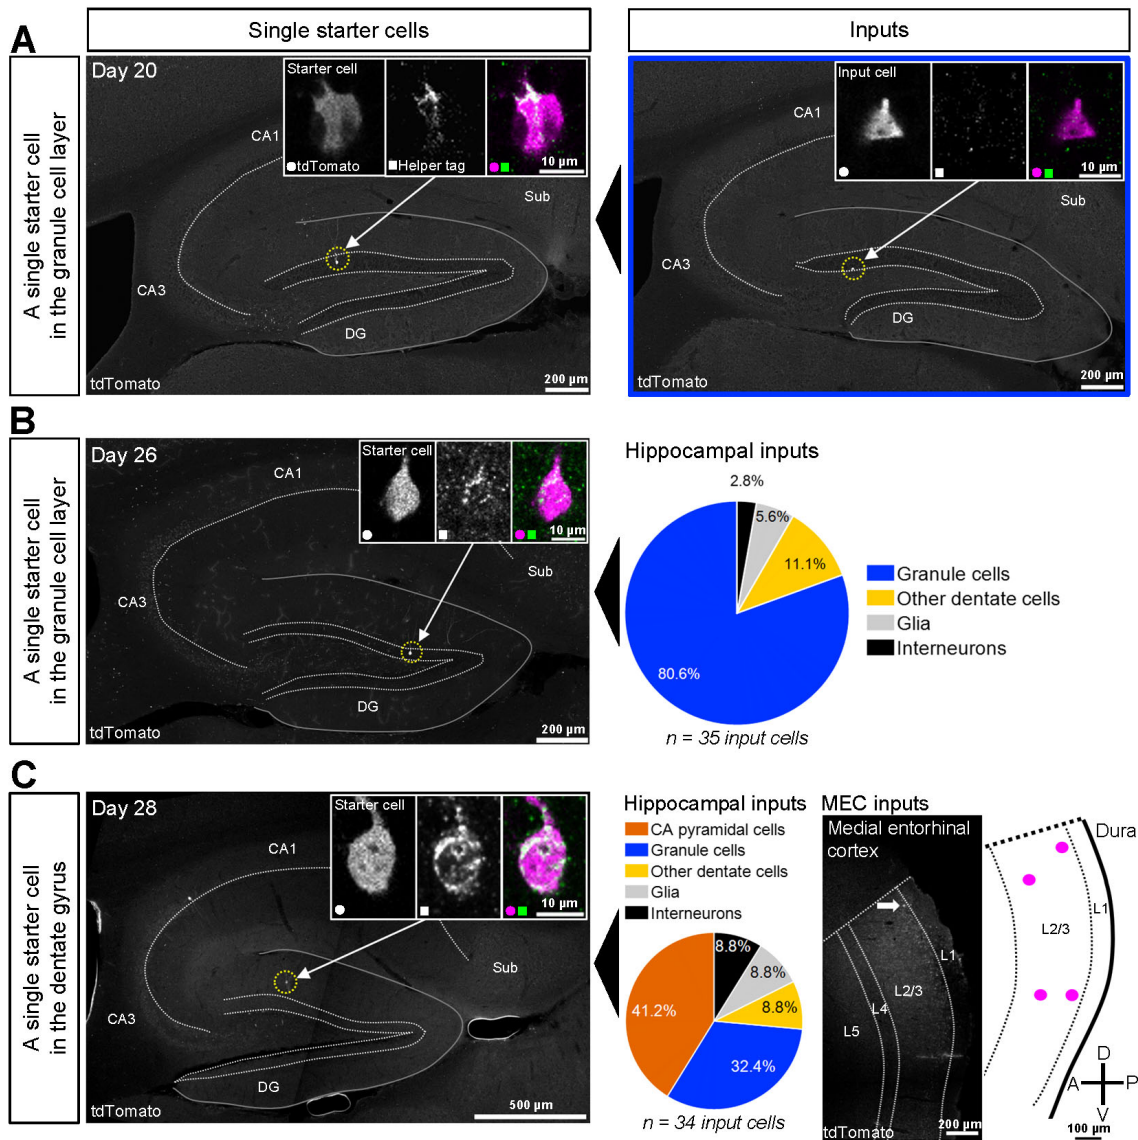 A
Single starter cells
Inputs
A single starter cell
in the granule cell layer
Day 20
Starter cell
tdTomato
Helper tag
10 µm
CA1
Sub
CA3
DG
tdTomato
200 µm
Input cell
10 µm
CA1
Sub
CA3
DG
tdTomato
200 µm
B
A single starter cell
in the granule cell layer
Day 26
Starter cell
10 µm
CA1
Sub
CA3
DG
tdTomato
200 µm
Hippocampal inputs
2.8%
5.6%
11.1%
80.6%
Granule cells
Other dentate cells
Glia
Interneurons
n = 35 input cells
C
A single starter cell
in the dentate gyrus
Day 28
Starter cell
10 µm
CA1
Sub
CA3
DG
tdTomato
500 µm
Hippocampal inputs
CA pyramidal cells
Granule cells
Other dentate cells
Glia
Interneurons
8.8%
8.8%
8.8%
41.2%
32.4%
n = 34 input cells
MEC inputs
Medial entorhinal
cortex
L1
L2/3
L4
L5
tdTomato
200 µm
Dura
L1
L2/3
D
A
P
V
100 µm